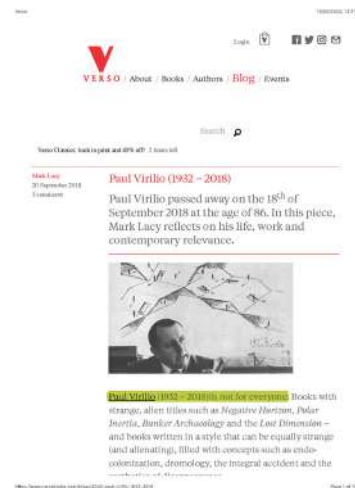 Login
VERSO / About / Books / Authors / Blog / Events
Search
Verso Classics: back in print and 40% off!
Mark Lacy
20 September 2018
Paul Virilio (1932 – 2018)
Paul Virilio passed away on the 18th of
September 2018 at the age of 86. In this piece,
Mark Lacy reflects on his life, work and
contemporary relevance.
Paul Virilio (1932 – 2018) is not for everyone. Books with
strange, alien titles such as Negative Horizon, Polar
Inertia, Bunker Archaeology and the Lost Dimension –
and books written in a style that can be equally strange
(and alienating), filled with concepts such as endo-
colonization, dromology, the integral accident and the